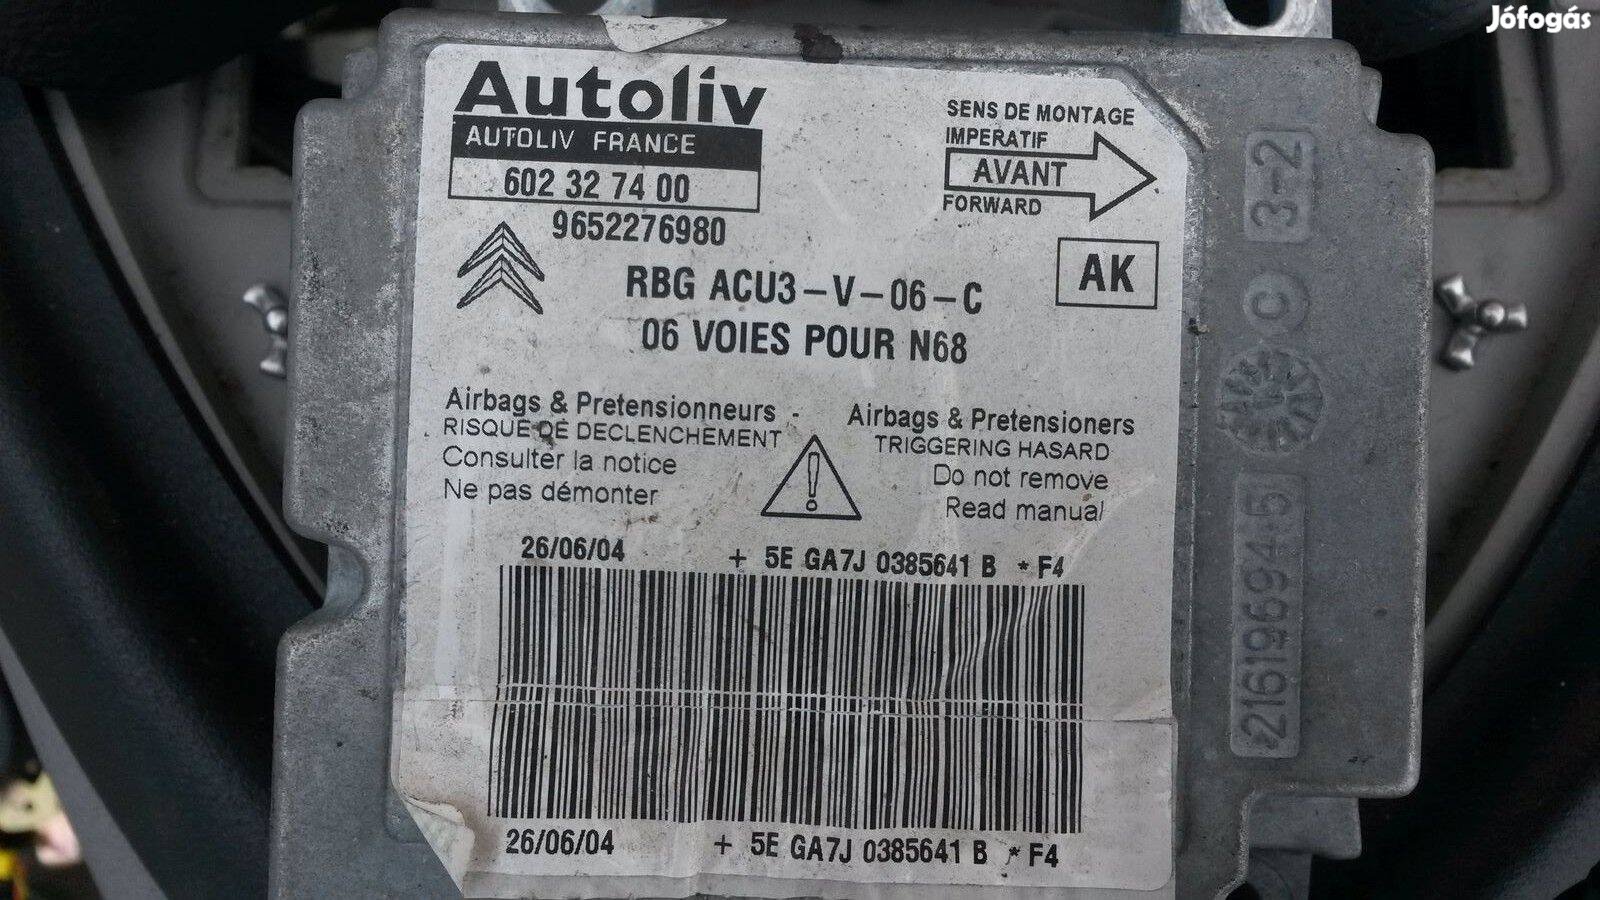 Jófogás
Autoliv
AUTOLIV FRANCE
602 32 74 00
9652276980
SENS DE MONTAGE
IMPERATIF
AVANT
FORWARD
AK
RBG ACU3-V-06-C
06 VOIES POUR N68
Airbags & Pretensionneurs -
RISQUE DE DECLENCHEMENT
Consulter la notice
Ne pas démonter
Airbags & Pretensioners
TRIGGERING HASARD
Do not remove
Read manual
!
26/06/04 + 5E GA7J 0385641 B * F4
26/06/04 + 5E GA7J 0385641 B * F4
3-2
C
216196945